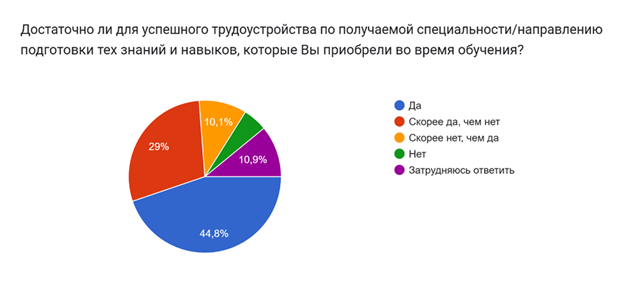 Достаточно ли для успешного трудоустройства по получаемой специальности/направлению
подготовки тех знаний и навыков, которые Вы приобрели во время обучения?
Да
Скорее да, чем нет
Скорее нет, чем да
Нет
Затрудняюсь ответить
10,1%
29%
10,9%
44,8%